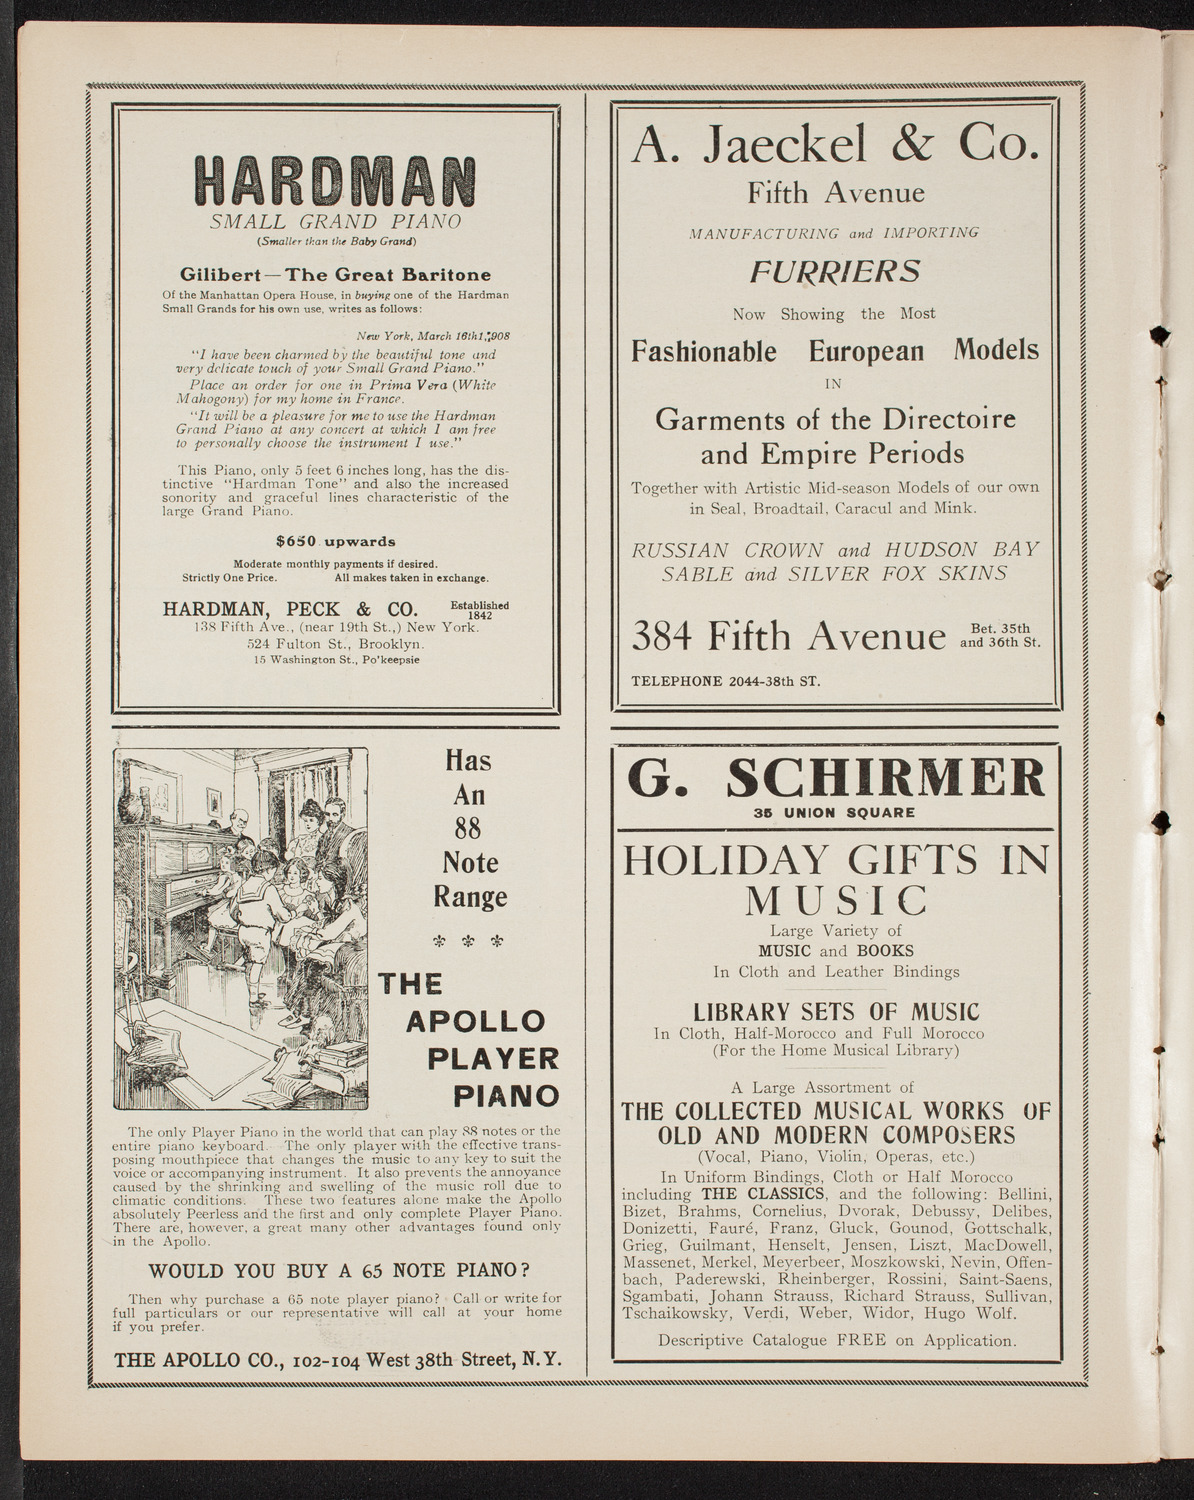 HARDMAN
SMALL GRAND PIANO
(Smaller than the Baby Grand)
Gilibert—The Great Baritone
Of the Manhattan Opera House, in buying one of the Hardman
Small Grands for his own use, writes as follows:
New York, March 16th1,'908
"I have been charmed by the beautiful tone and
very delicate touch of your Small Grand Piano."
Place an order for one in Prima Vera (White
Mahogany) for my home in France.
"It will be a pleasure for me to use the Hardman
Grand Piano at any concert at which I am free
to personally choose the instrument I use."
This Piano, only 5 feet 6 inches long, has the dis-
tinctive "Hardman Tone" and also the increased
sonority and graceful lines characteristic of the
large Grand Piano.
$650 upwards
Moderate monthly payments if desired.
Strictly One Price. All makes taken in exchange.
HARDMAN, PECK & CO. Established 1842
138 Fifth Ave., (near 19th St.,) New York.
524 Fulton St., Brooklyn.
15 Washington St., Po'keepsie
Has
An
88
Note
Range
THE
APOLLO
PLAYER
PIANO
The only Player Piano in the world that can play 88 notes or the
entire piano keyboard. The only player with the effective trans-
posing mouthpiece that changes the music to any key to suit the
voice or accompanying instrument. It also prevents the annoyance
caused by the shrinking and swelling of the music roll due to
climatic conditions. These two features alone make the Apollo
absolutely Peerless and the first and only complete Player Piano.
There are, however, a great many other advantages found only
in the Apollo.
WOULD YOU BUY A 65 NOTE PIANO?
Then why purchase a 65 note player piano? Call or write for
full particulars or our representative will call at your home
if you prefer.
THE APOLLO CO., 102-104 West 38th Street, N. Y.
A. Jaeckel & Co.
Fifth Avenue
MANUFACTURING and IMPORTING
FURRIERS
Now Showing the Most
Fashionable European Models
IN
Garments of the Directoire
and Empire Periods
Together with Artistic Mid-season Models of our own
in Seal, Broadtail, Caracul and Mink.
RUSSIAN CROWN and HUDSON BAY
SABLE and SILVER FOX SKINS
384 Fifth Avenue Bet. 35th and 36th St.
TELEPHONE 2044-38th ST.
G. SCHIRMER
35 UNION SQUARE
HOLIDAY GIFTS IN
MUSIC
Large Variety of
MUSIC and BOOKS
In Cloth and Leather Bindings
LIBRARY SETS OF MUSIC
In Cloth, Half-Morocco and Full Morocco
(For the Home Musical Library)
A Large Assortment of
THE COLLECTED MUSICAL WORKS OF
OLD AND MODERN COMPOSERS
(Vocal, Piano, Violin, Operas, etc.)
In Uniform Bindings, Cloth or Half Morocco
including THE CLASSICS, and the following: Bellini,
Bizet, Brahms, Cornelius, Dvorak, Debussy, Delibes,
Donizetti, Fauré, Franz, Gluck, Gounod, Gottschalk,
Grieg, Guilmant, Henselt, Jensen, Liszt, MacDowell,
Massenet, Merkel, Meyerbeer, Moszkowski, Nevin, Offen-
bach, Paderewski, Rheinberger, Rossini, Saint-Saens,
Sgambati, Johann Strauss, Richard Strauss, Sullivan,
Tschaikowsky, Verdi, Weber, Widor, Hugo Wolf.
Descriptive Catalogue FREE on Application.